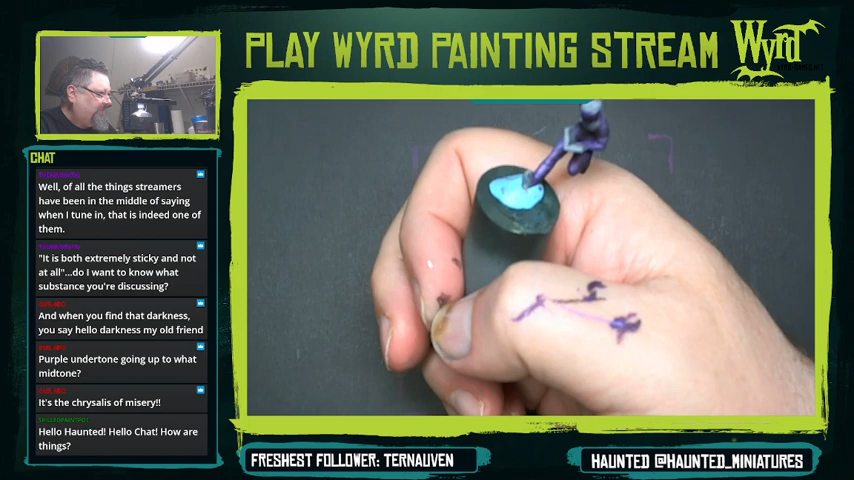 PLAY WYRD PAINTING STREAM
Wyrd
CHAT
Well, of all the things streamers
have been in the middle of saying
when I tune in, that is indeed one of
them.
"It is both extremely sticky and not
at all"...do I want to know what
substance you're discussing?
And when you find that darkness,
you say hello darkness my old friend
Purple undertone going up to what
midtone?
It's the chrysalis of misery!!
Hello Haunted! Hello Chat! How are
things?
FRESHEST FOLLOWER: TERNAUVEN
HAUNTED @HAUNTED_MINIATURES